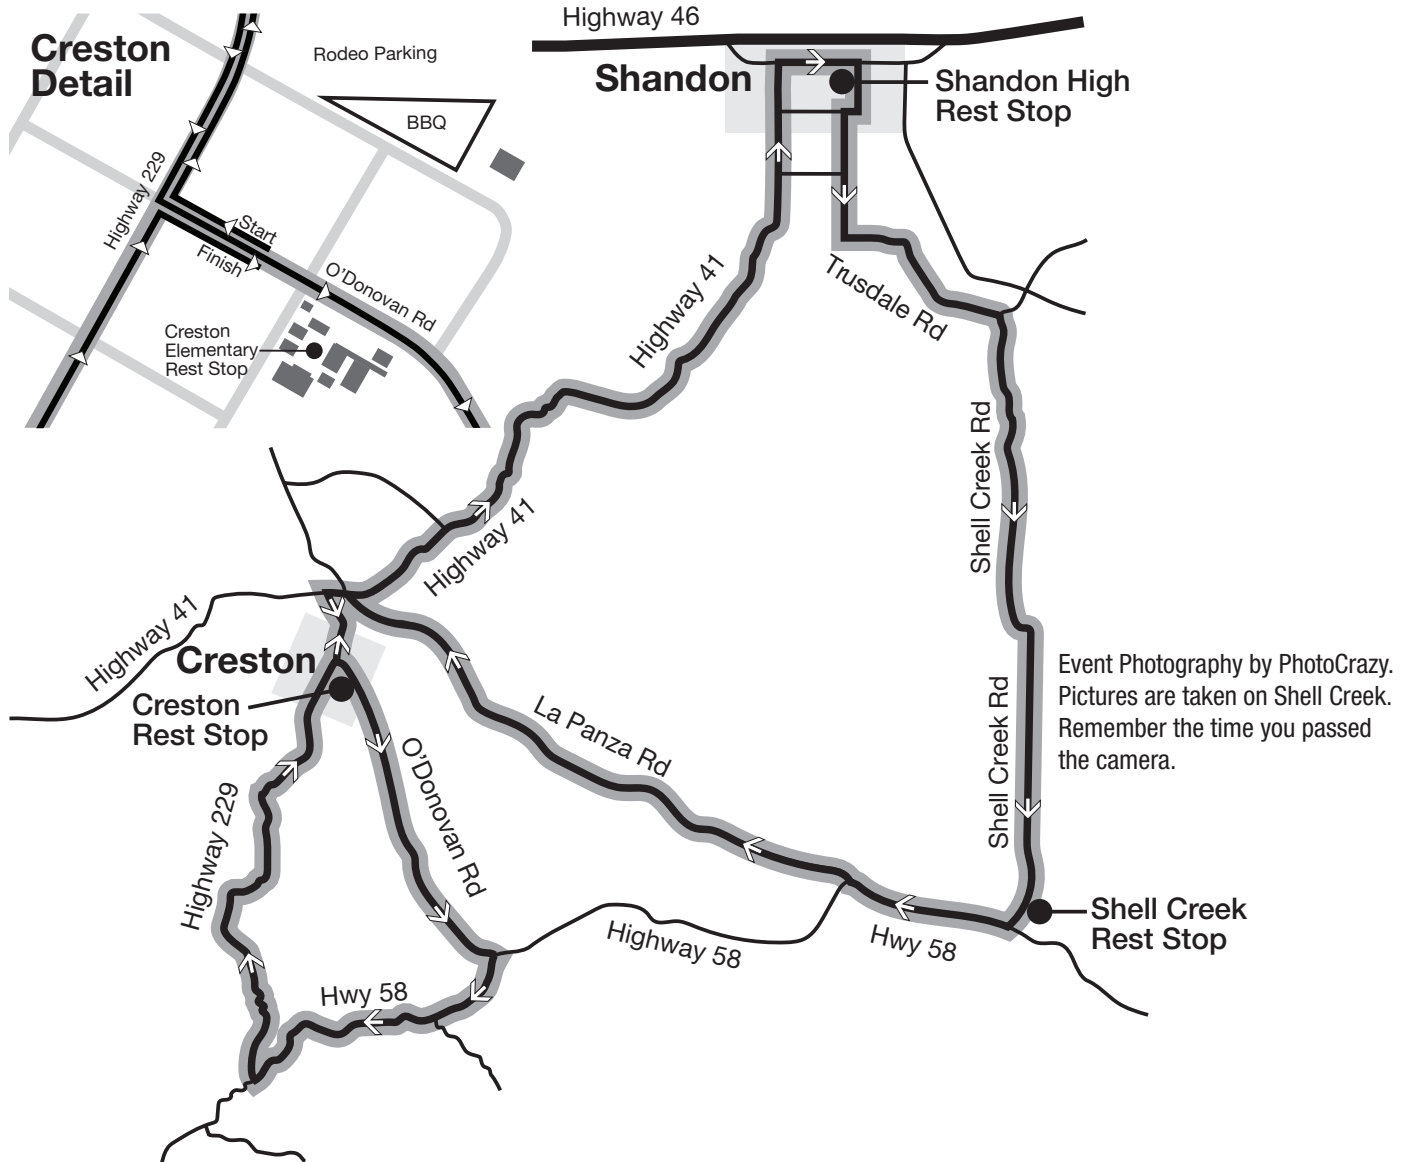 Creston
Detail
Rodeo Parking
BBQ
Highway 229
Start
Finish
O'Donovan Rd
Creston
Elementary
Rest Stop
Highway 46
Shandon
Shandon High
Rest Stop
Highway 41
Trusdale Rd
Shell Creek Rd
Highway 41
Highway 41
Creston
Creston
Rest Stop
Event Photography by PhotoCrazy.
Pictures are taken on Shell Creek.
Remember the time you passed
the camera.
La Panza Rd
Shell Creek Rd
O'Donovan Rd
Highway 229
Shell Creek
Rest Stop
Highway 58
Hwy 58
Hwy 58